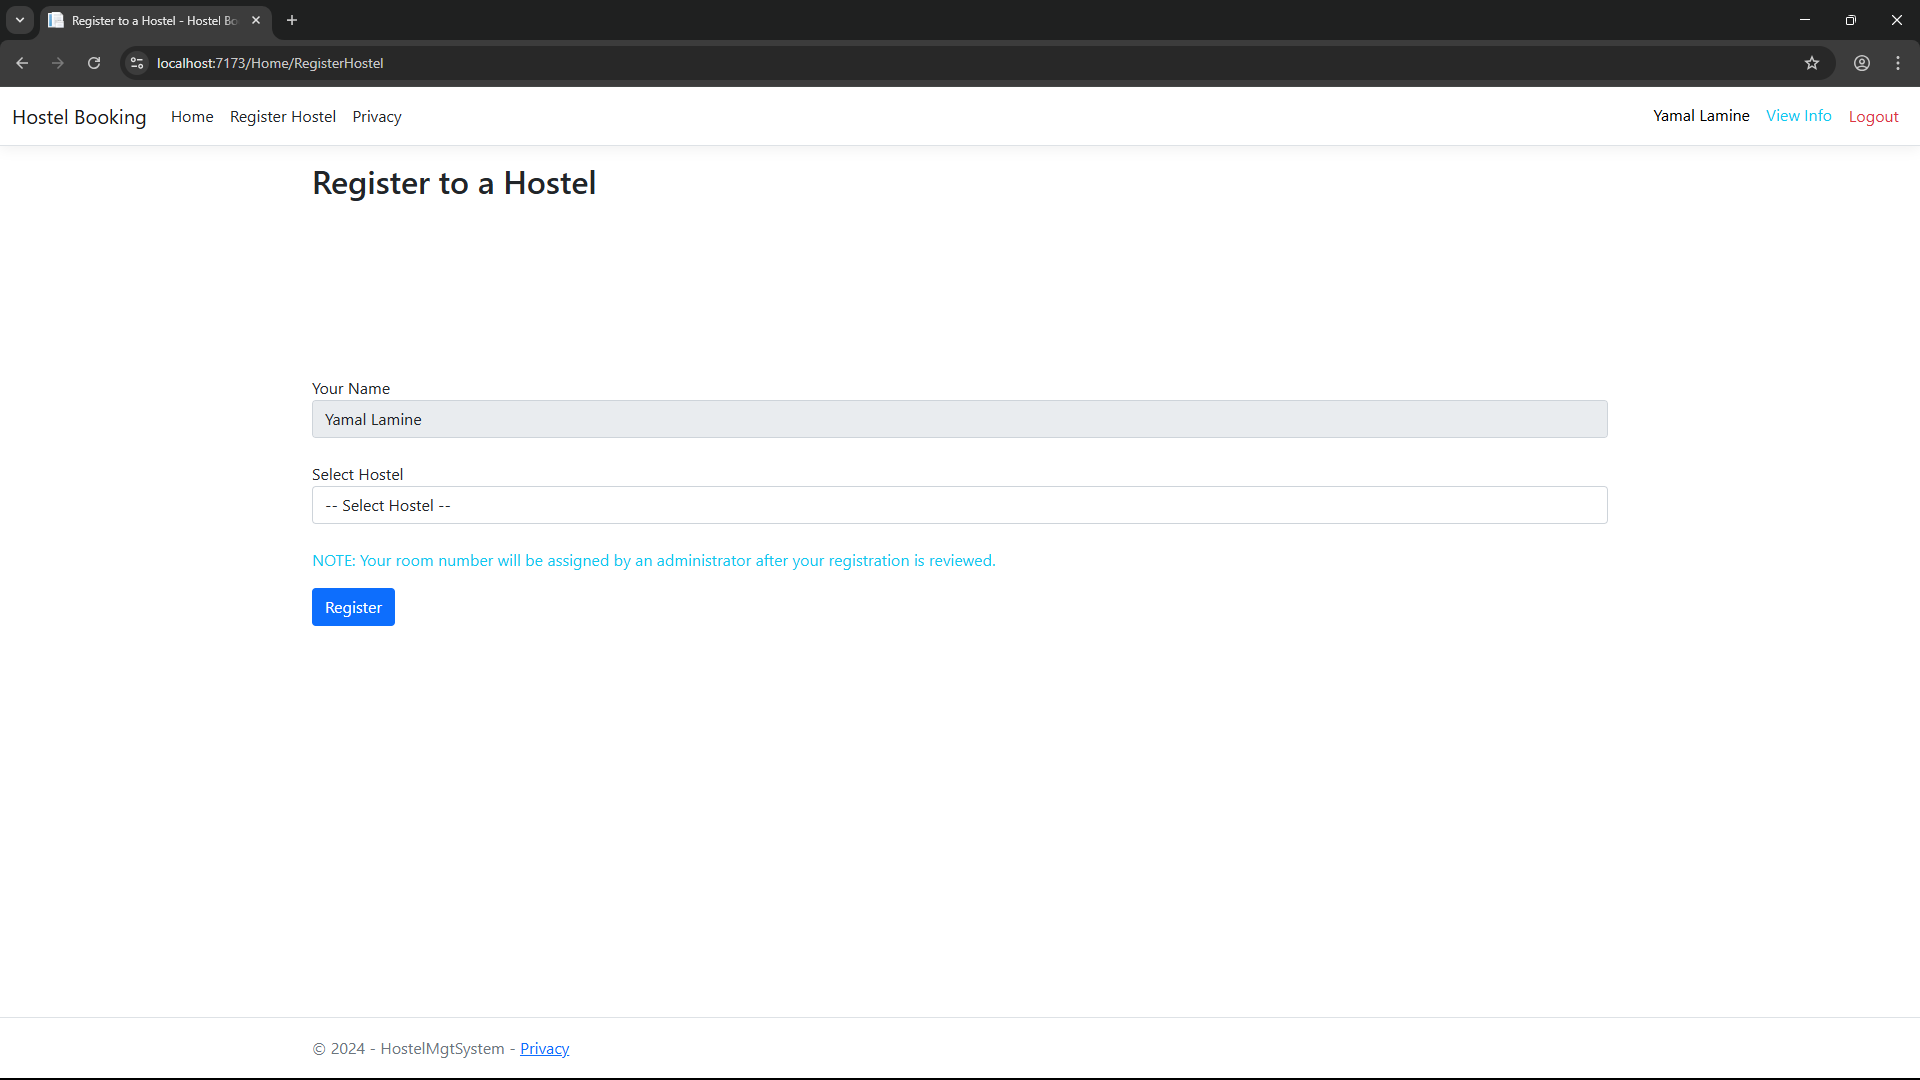 Register to a Hostel - Hostel Bo
localhost:7173/Home/RegisterHostel
Hostel Booking Home Register Hostel Privacy Yamal Lamine View Info Logout
Register to a Hostel
Your Name
Yamal Lamine
Select Hostel
-- Select Hostel --
NOTE: Your room number will be assigned by an administrator after your registration is reviewed.
Register
© 2024 - HostelMgtSystem - Privacy